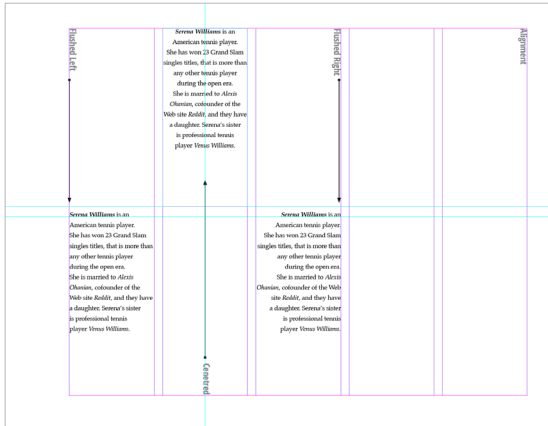 Flushed Left
Serena Williams is an
American tennis player.
She has won 23 Grand Slam
singles titles, that is more than
any other tennis player
during the open era.
She is married to Alexis
Ohanian, cofounder of the
Web site Reddit, and they have
a daughter. Serena's sister
is professional tennis
player Venus Williams.
Flushed Right
Alignment
Serena Williams is an
American tennis player.
She has won 23 Grand Slam
singles titles, that is more than
any other tennis player
during the open era.
She is married to Alexis
Ohanian, cofounder of the
Web site Reddit, and they have
a daughter. Serena's sister
is professional tennis
player Venus Williams.
Serena Williams is an
American tennis player.
She has won 23 Grand Slam
singles titles, that is more than
any other tennis player
during the open era.
She is married to Alexis
Ohanian, cofounder of the Web
site Reddit, and they have
a daughter. Serena's sister
is professional tennis
player Venus Williams.
Cenetred